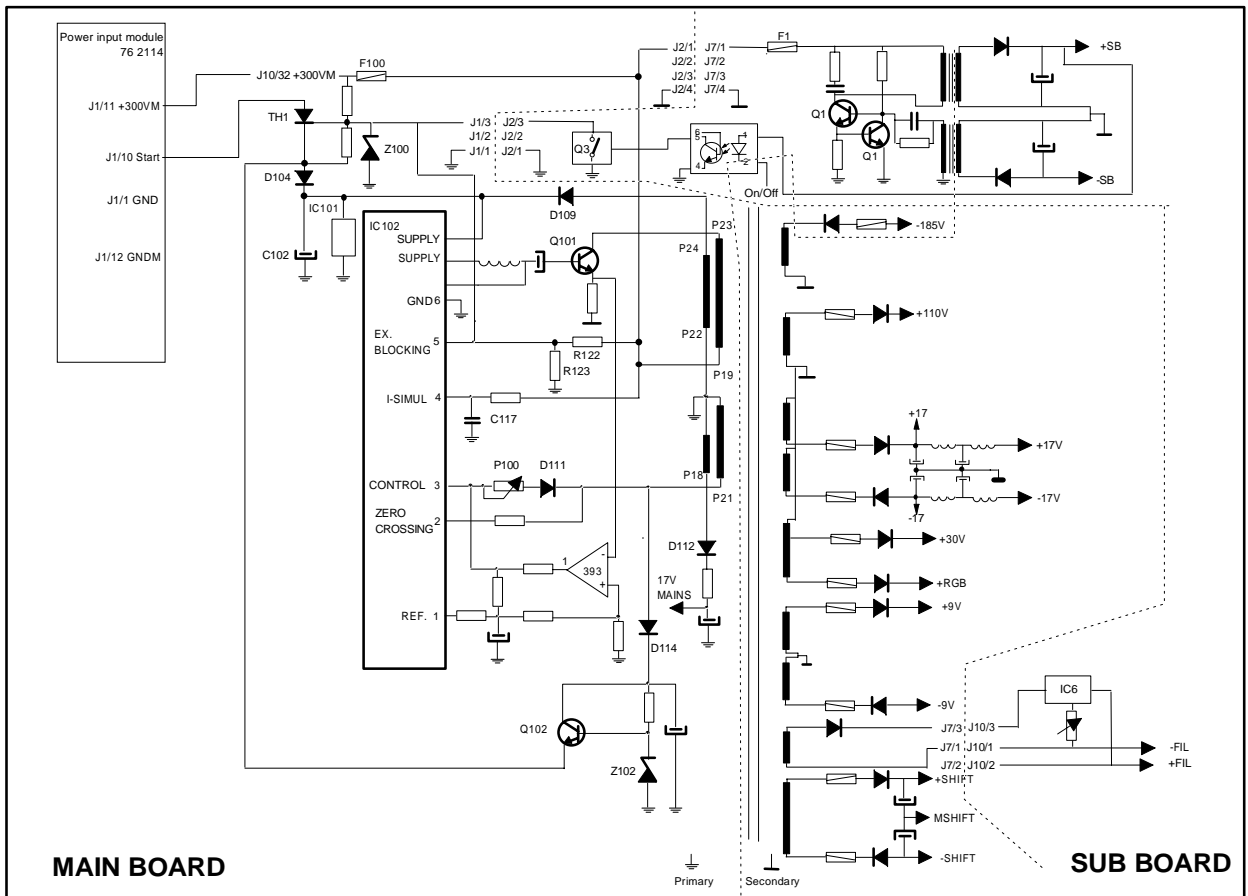 Power input module
76 2114
J10/32 +300VM
F100
J1/11 +300VM
TH1
J1/10 Start
Z100
D104
J1/1 GND
IC101
J1/12 GNDM
C102
J1/3
J1/2
J1/1
J2/3
J2/2
J2/1
Q3
J2/1
J2/2
J2/3
J2/4
J7/1
J7/2
J7/3
J7/4
F1
Q1
Q1
+SB
-SB
6
5
4
1
2
On/Off
D109
IC102
SUPPLY
SUPPLY
GND 6
EX.
BLOCKING 5
I-SIMUL 4
CONTROL 3
ZERO
CROSSING 2
REF. 1
Q101
R122
R123
C117
P100
D111
P23
P24
P22
P19
P18
P21
1
393
-
+
D112
17V
MAINS
D114
Q102
Z102
-185V
+110V
+17
+17V
-17V
-17
+30V
+RGB
+9V
-9V
IC6
J7/3 J10/3
J7/1 J10/1
J7/2 J10/2
-FIL
+FIL
+SHIFT
MSHIFT
-SHIFT
Primary
Secondary
MAIN BOARD
SUB BOARD